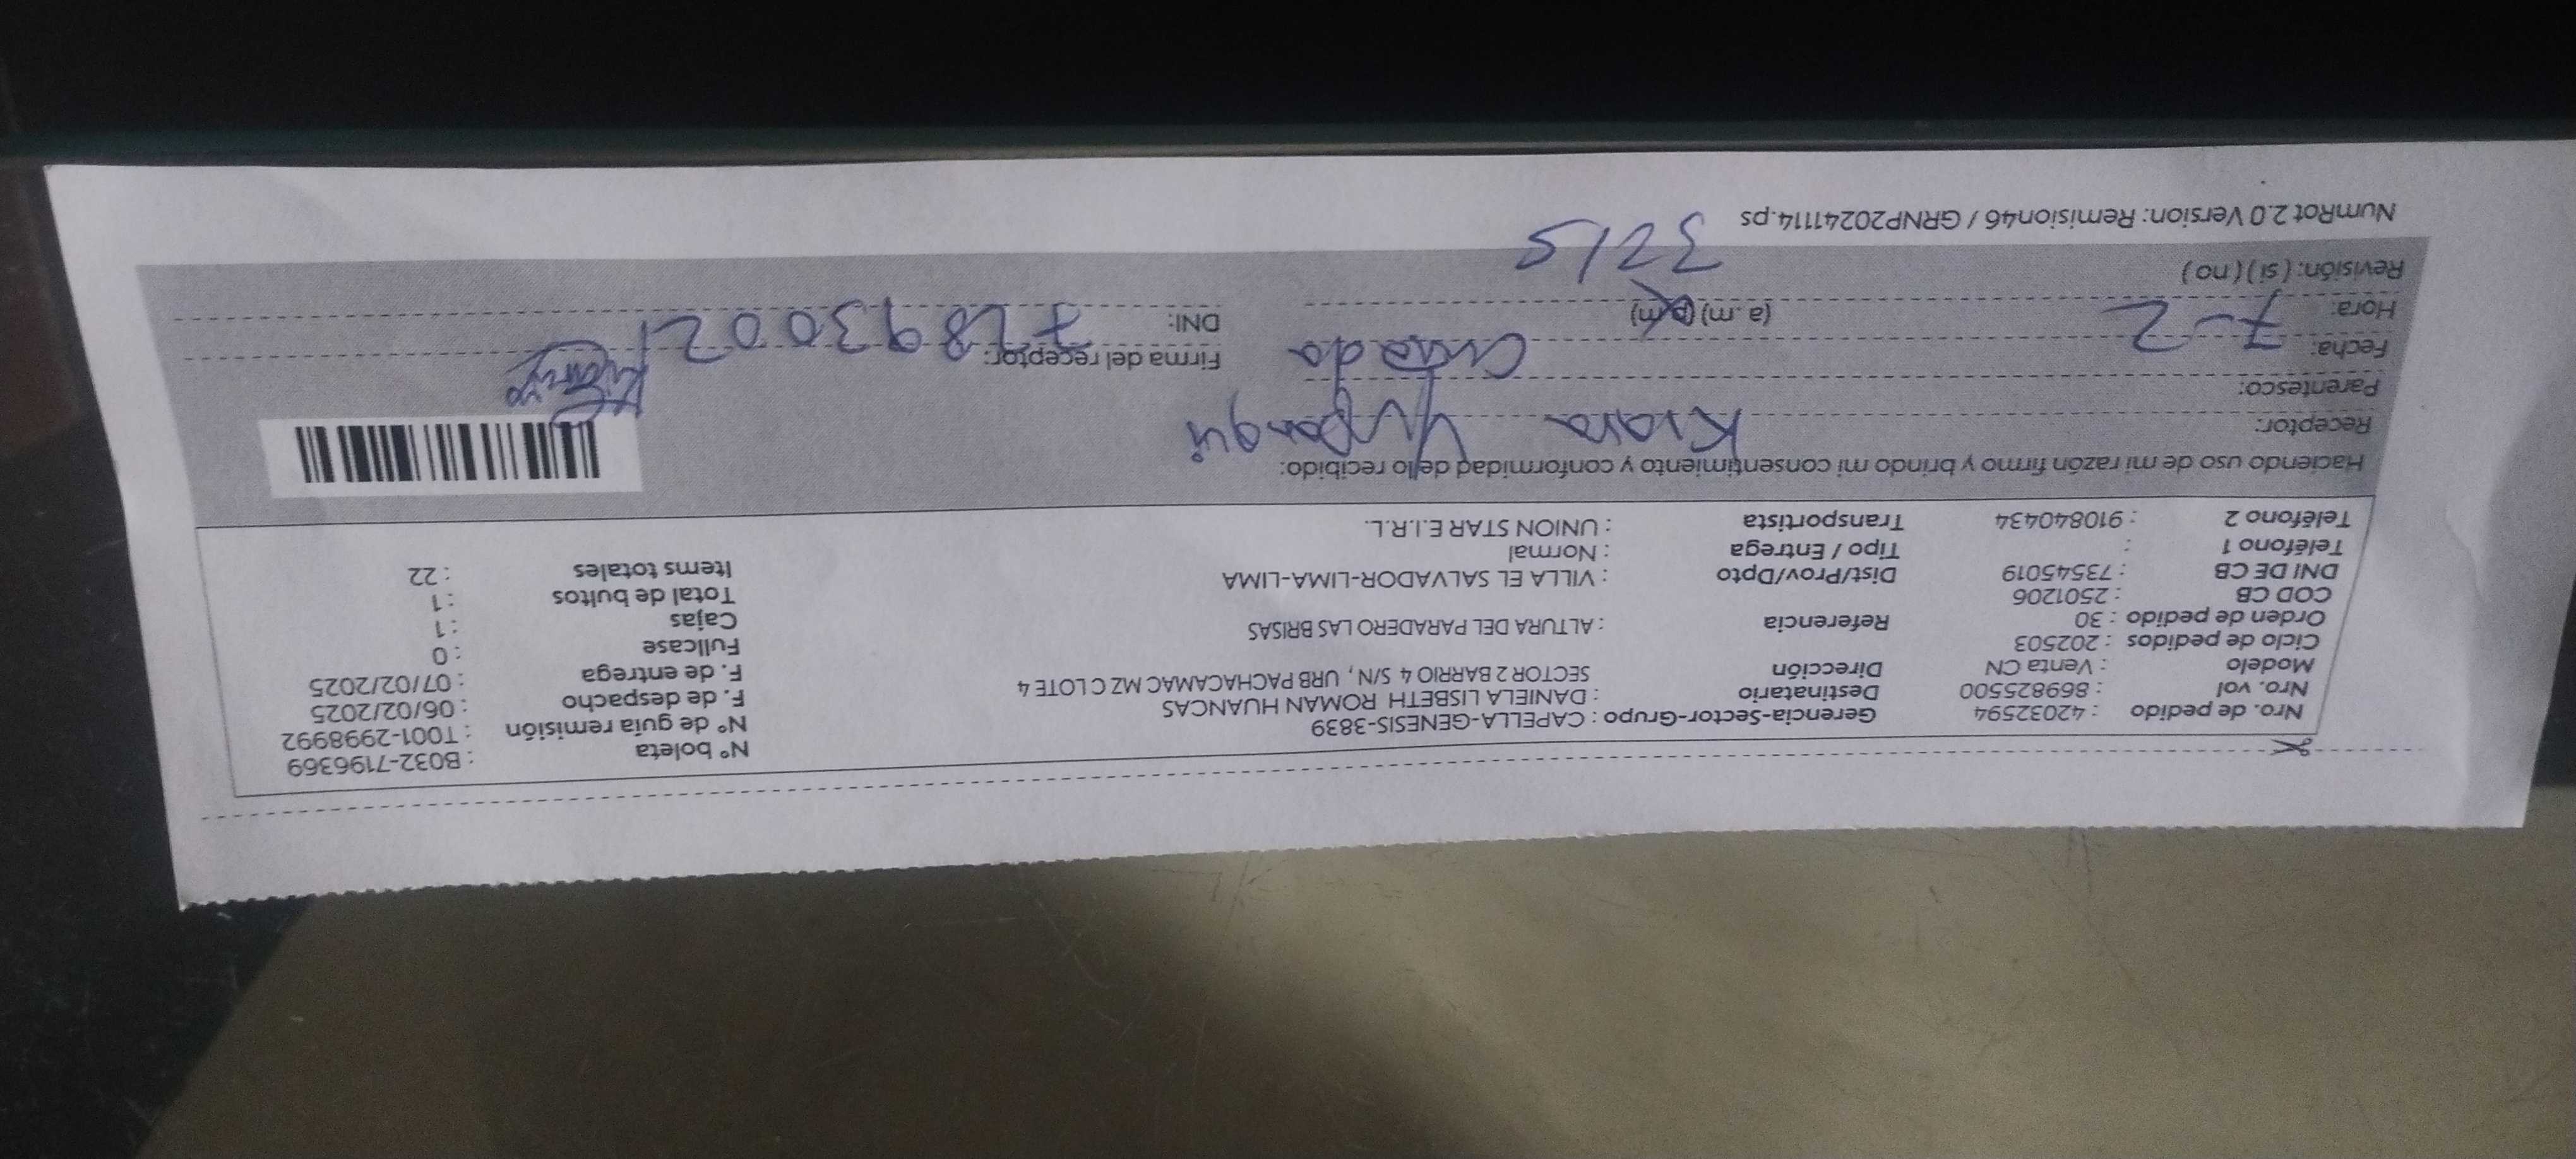 Nro. de pedido : 42032594 Gerencia-Sector-Grupo : CAPELLA-GENESIS-3839 N° boleta : B032-7196369
Nro. vol : 869825500 Destinatario : DANIELA LISBETH ROMAN HUANCAS N° de guía remisión : T001-2998992
Modelo : Venta CN Dirección SECTOR 2 BARRIO 4 S/N, URB PACHACAMAC MZ C LOTE 4 F. de despacho : 06/02/2025
Ciclo de pedidos : 202503 F. de entrega : 07/02/2025
Orden de pedido : 30 Referencia : ALTURA DEL PARADERO LAS BRISAS Fullcase : 0
COD CB : 2501206 Cajas : 1
DNI DE CB : 73545019 Dist/Prov/Dpto : VILLA EL SALVADOR-LIMA-LIMA Total de bultos : 1
Teléfono 1 : Tipo / Entrega : Normal Items totales : 22
Teléfono 2 : 910840434 Transportista : UNION STAR E.I.R.L.
Haciendo uso de mi razón firmo y brindo mi consentimiento y conformidad de lo recibido:
Receptor: Kiara Yupanqui
Parentesco: Cuñada
Fecha: 7-2 Firma del receptor:
Hora: (a.m) (p.m) DNI: 728930021
Revisión: (si) (no) 3215
NumRot 2.0 Version: Remision46 / GRNP20241114.ps